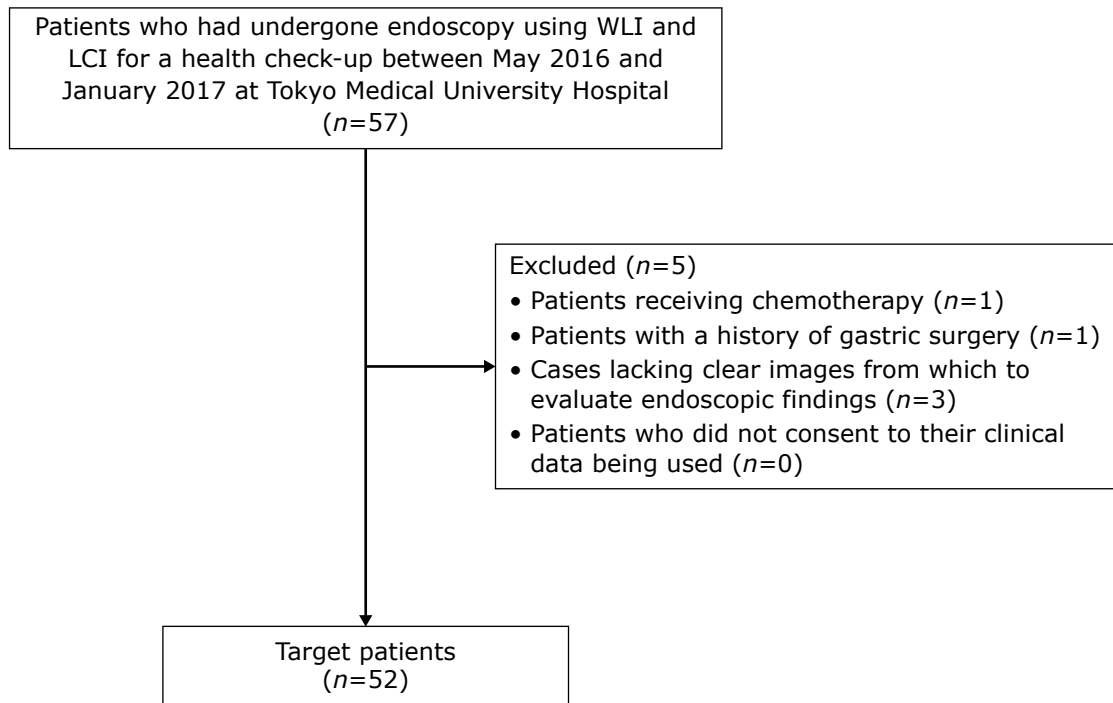 Patients who had undergone endoscopy using WLI and
LCI for a health check-up between May 2016 and
January 2017 at Tokyo Medical University Hospital
(n=57)
Excluded (n=5)
• Patients receiving chemotherapy (n=1)
• Patients with a history of gastric surgery (n=1)
• Cases lacking clear images from which to
evaluate endoscopic findings (n=3)
• Patients who did not consent to their clinical
data being used (n=0)
Target patients
(n=52)